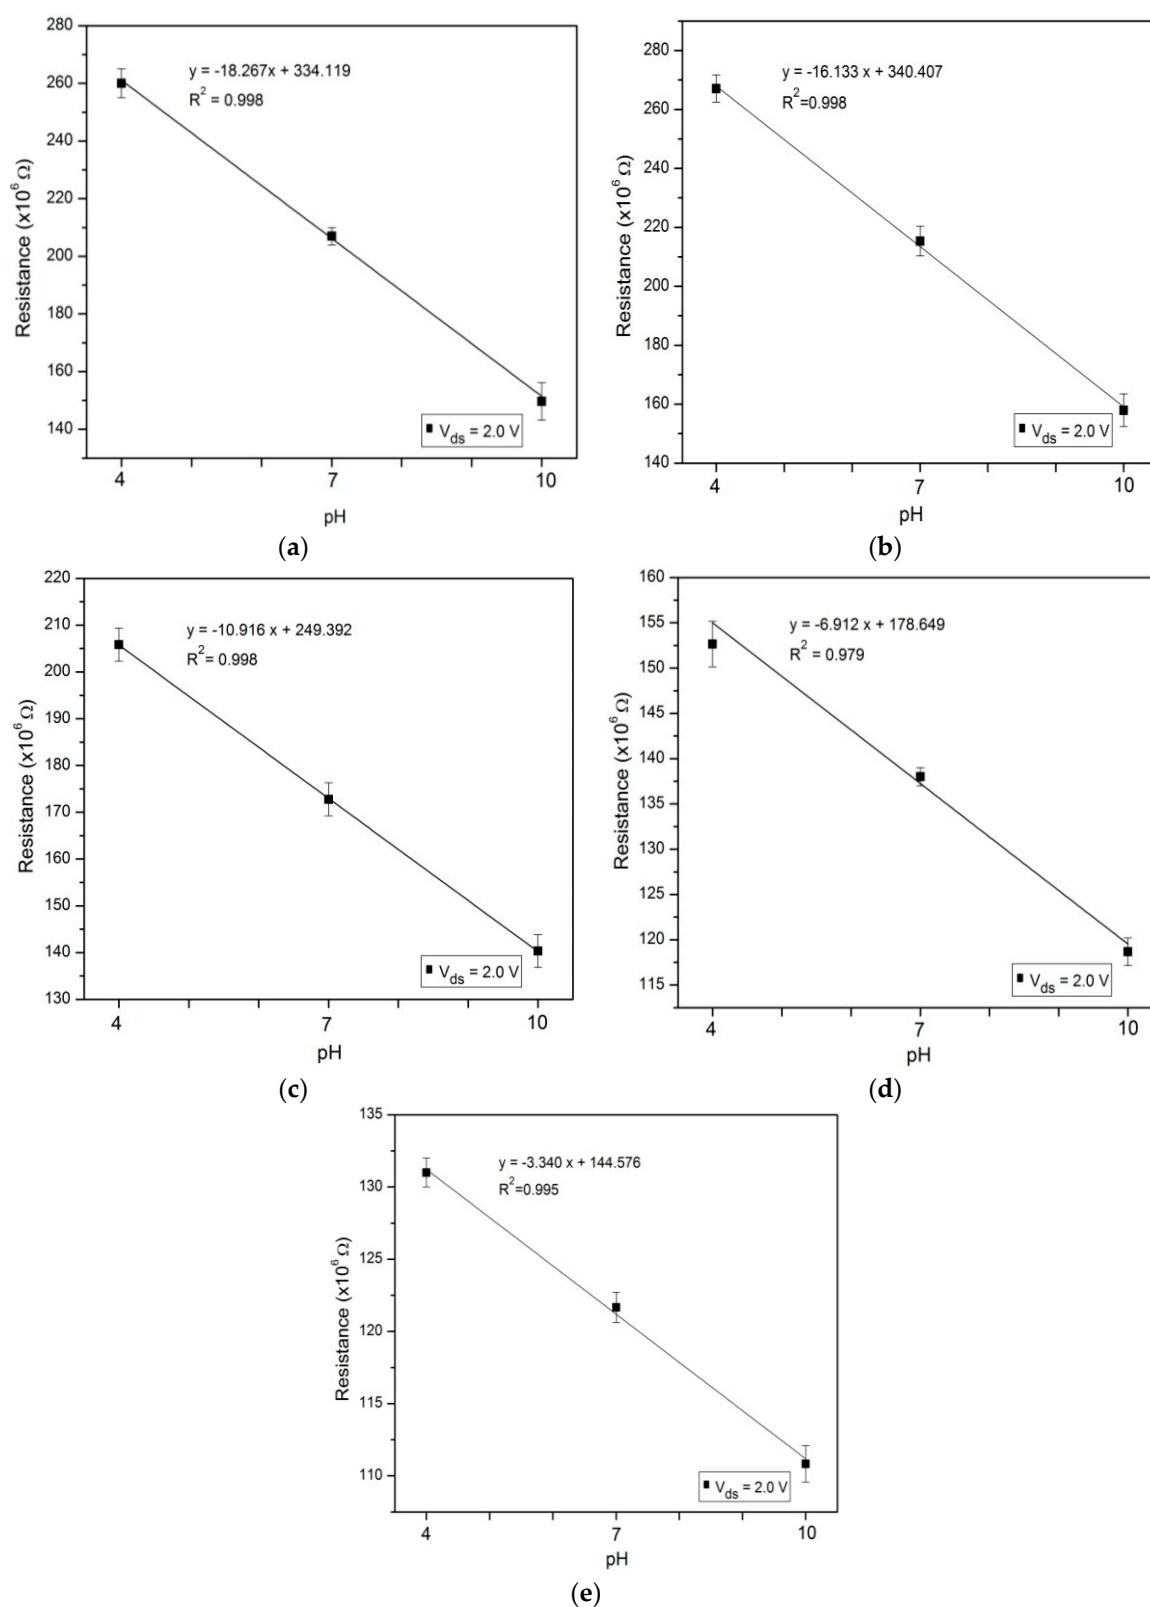 280
260
240
220
200
180
160
140
Resistance (x10⁶ Ω)
y = -18.267x + 334.119
R² = 0.998
V_ds = 2.0 V
4 7 10
pH
(a)
280
260
240
220
200
180
160
140
Resistance (x10⁶ Ω)
y = -16.133 x + 340.407
R²=0.998
V_ds = 2.0 V
4 7 10
pH
(b)
220
210
200
190
180
170
160
150
140
130
Resistance (x10⁶ Ω)
y = -10.916 x + 249.392
R²= 0.998
V_ds = 2.0 V
4 7 10
pH
(c)
160
155
150
145
140
135
130
125
120
115
Resistance (x10⁶ Ω)
y = -6.912 x + 178.649
R² = 0.979
V_ds = 2.0 V
4 7 10
pH
(d)
135
130
125
120
115
110
Resistance (x10⁶ Ω)
y = -3.340 x + 144.576
R²=0.995
V_ds = 2.0 V
4 7 10
pH
(e)